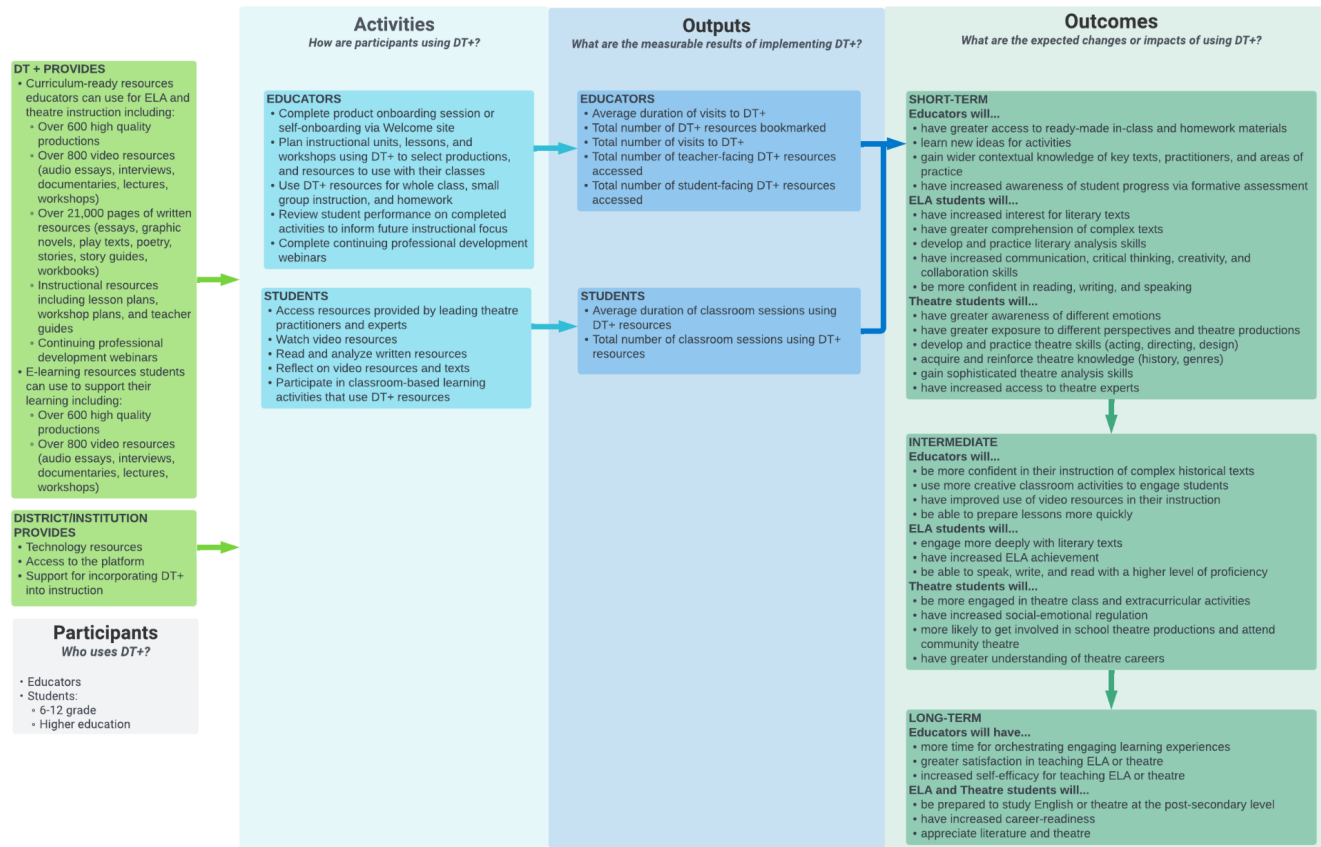 DT + PROVIDES
• Curriculum-ready resources
educators can use for ELA and
theatre instruction including:
◦ Over 600 high quality
productions
◦ Over 800 video resources
(audio essays, interviews,
documentaries, lectures,
workshops)
◦ Over 21,000 pages of written
resources (essays, graphic
novels, play texts, poetry,
stories, story guides,
workbooks)
◦ Instructional resources
including lesson plans,
workshop plans, and teacher
guides
◦ Continuing professional
development webinars
• E-learning resources students
can use to support their
learning including:
◦ Over 600 high quality
productions
◦ Over 800 video resources
(audio essays, interviews,
documentaries, lectures,
workshops)
DISTRICT/INSTITUTION
PROVIDES
• Technology resources
• Access to the platform
• Support for incorporating DT+
into instruction
Participants
Who uses DT+?
• Educators
• Students:
◦ 6-12 grade
◦ Higher education
Activities
How are participants using DT+?
EDUCATORS
• Complete product onboarding session or
self-onboarding via Welcome site
• Plan instructional units, lessons, and
workshops using DT+ to select productions,
and resources to use with their classes
• Use DT+ resources for whole class, small
group instruction, and homework
• Review student performance on completed
activities to inform future instructional focus
• Complete continuing professional development
webinars
STUDENTS
• Access resources provided by leading theatre
practitioners and experts
• Watch video resources
• Read and analyze written resources
• Reflect on video resources and texts
• Participate in classroom-based learning
activities that use DT+ resources
Outputs
What are the measurable results of implementing DT+?
EDUCATORS
• Average duration of visits to DT+
• Total number of DT+ resources bookmarked
• Total number of visits to DT+
• Total number of teacher-facing DT+ resources
accessed
• Total number of student-facing DT+ resources
accessed
STUDENTS
• Average duration of classroom sessions using
DT+ resources
• Total number of classroom sessions using DT+
resources
Outcomes
What are the expected changes or impacts of using DT+?
SHORT-TERM
Educators will...
• have greater access to ready-made in-class and homework materials
• learn new ideas for activities
• gain wider contextual knowledge of key texts, practitioners, and areas of
practice
• have increased awareness of student progress via formative assessment
ELA students will...
• have increased interest for literary texts
• have greater comprehension of complex texts
• develop and practice literary analysis skills
• have increased communication, critical thinking, creativity, and
collaboration skills
• be more confident in reading, writing, and speaking
Theatre students will...
• have greater awareness of different emotions
• have greater exposure to different perspectives and theatre productions
• develop and practice theatre skills (acting, directing, design)
• acquire and reinforce theatre knowledge (history, genres)
• gain sophisticated theatre analysis skills
• have increased access to theatre experts
INTERMEDIATE
Educators will...
• be more confident in their instruction of complex historical texts
• use more creative classroom activities to engage students
• have improved use of video resources in their instruction
• be able to prepare lessons more quickly
ELA students will...
• engage more deeply with literary texts
• have increased ELA achievement
• be able to speak, write, and read with a higher level of proficiency
Theatre students will...
• be more engaged in theatre class and extracurricular activities
• have increased social-emotional regulation
• more likely to get involved in school theatre productions and attend
community theatre
• have greater understanding of theatre careers
LONG-TERM
Educators will have...
• more time for orchestrating engaging learning experiences
• greater satisfaction in teaching ELA or theatre
• increased self-efficacy for teaching ELA or theatre
ELA and Theatre students will...
• be prepared to study English or theatre at the post-secondary level
• have increased career-readiness
• appreciate literature and theatre